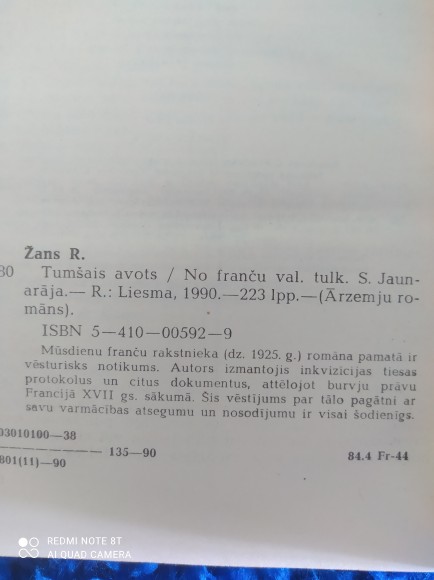 Žans R.
80 Tumšais avots / No franču val. tulk. S. Jaun-
arāja.— R.: Liesma, 1990.—223 lpp.—(Ārzemju ro-
māns).
ISBN 5—410—00592—9
Mūsdienu franču rakstnieka (dz. 1925. g.) romāna pamatā ir
vēsturisks notikums. Autors izmantojis inkvizīcijas tiesas
protokolus un citus dokumentus, attēlojot burvju prāvu
Francijā XVII gs. sākumā. Šis vēstījums par tālo pagātni ar
savu varmācības atsegumu un nosodījumu ir visai šodienīgs.
03010100—38
——————— 135—90
801(11)—90
84.4 Fr-44
REDMI NOTE 8T
AI QUAD CAMERA